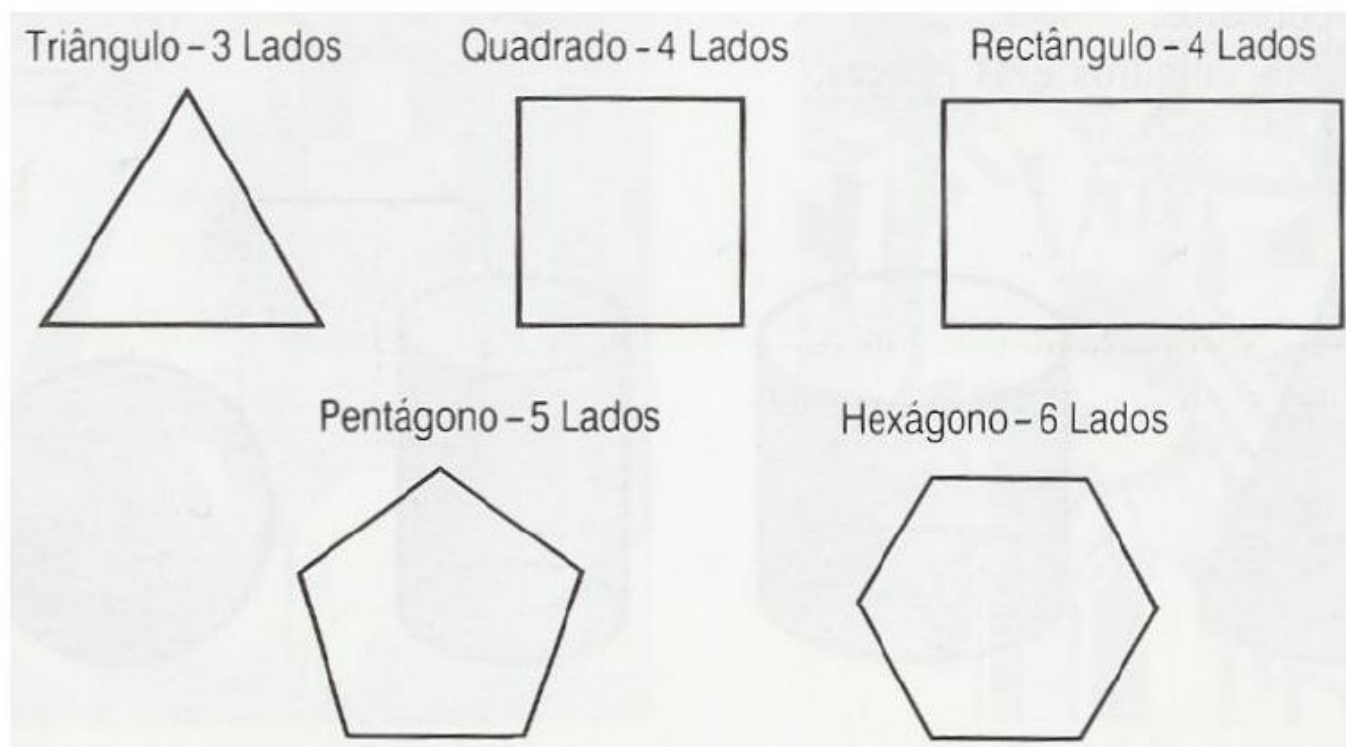 Triângulo – 3 Lados
Quadrado - 4 Lados
Rectângulo – 4 Lados
Pentágono – 5 Lados
Hexágono – 6 Lados